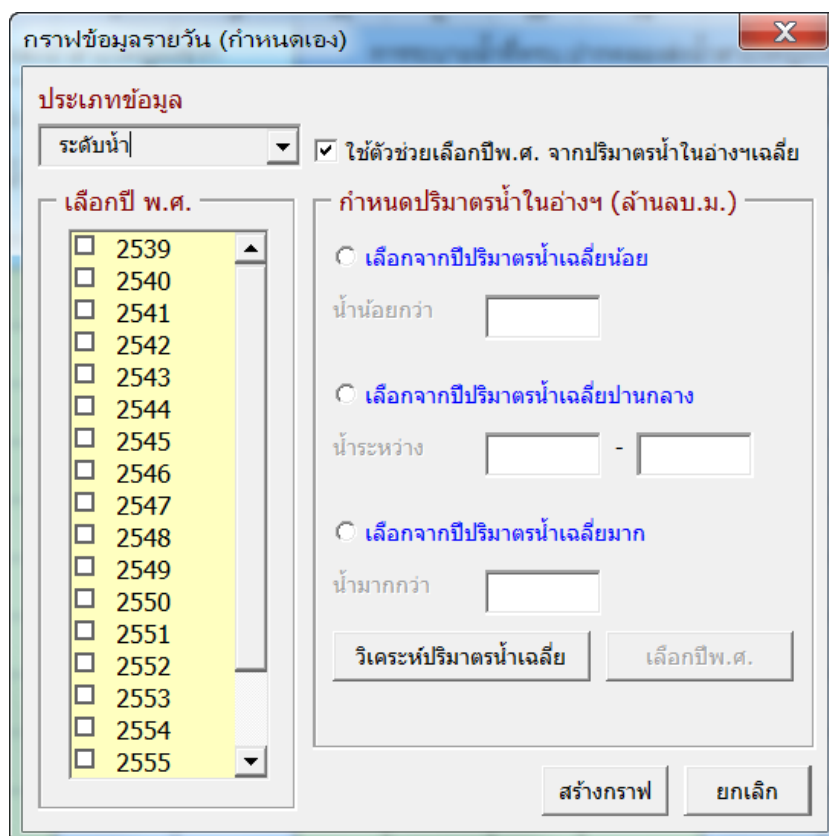 กราฟข้อมูลรายวัน (กำหนดเอง)
ประเภทข้อมูล
ระดับน้ำ
ใช้ตัวช่วยเลือกปีพ.ศ. จากปริมาตรน้ำในอ่างฯเฉลี่ย
เลือกปี พ.ศ.
2539
2540
2541
2542
2543
2544
2545
2546
2547
2548
2549
2550
2551
2552
2553
2554
2555
กำหนดปริมาตรน้ำในอ่างฯ (ล้านลบ.ม.)
เลือกจากปีปริมาตรน้ำเฉลี่ยน้อย
น้ำน้อยกว่า
เลือกจากปีปริมาตรน้ำเฉลี่ยปานกลาง
น้ำระหว่าง -
เลือกจากปีปริมาตรน้ำเฉลี่ยมาก
น้ำมากกว่า
วิเคระห์ปริมาตรน้ำเฉลี่ย เลือกปีพ.ศ.
สร้างกราฟ ยกเลิก